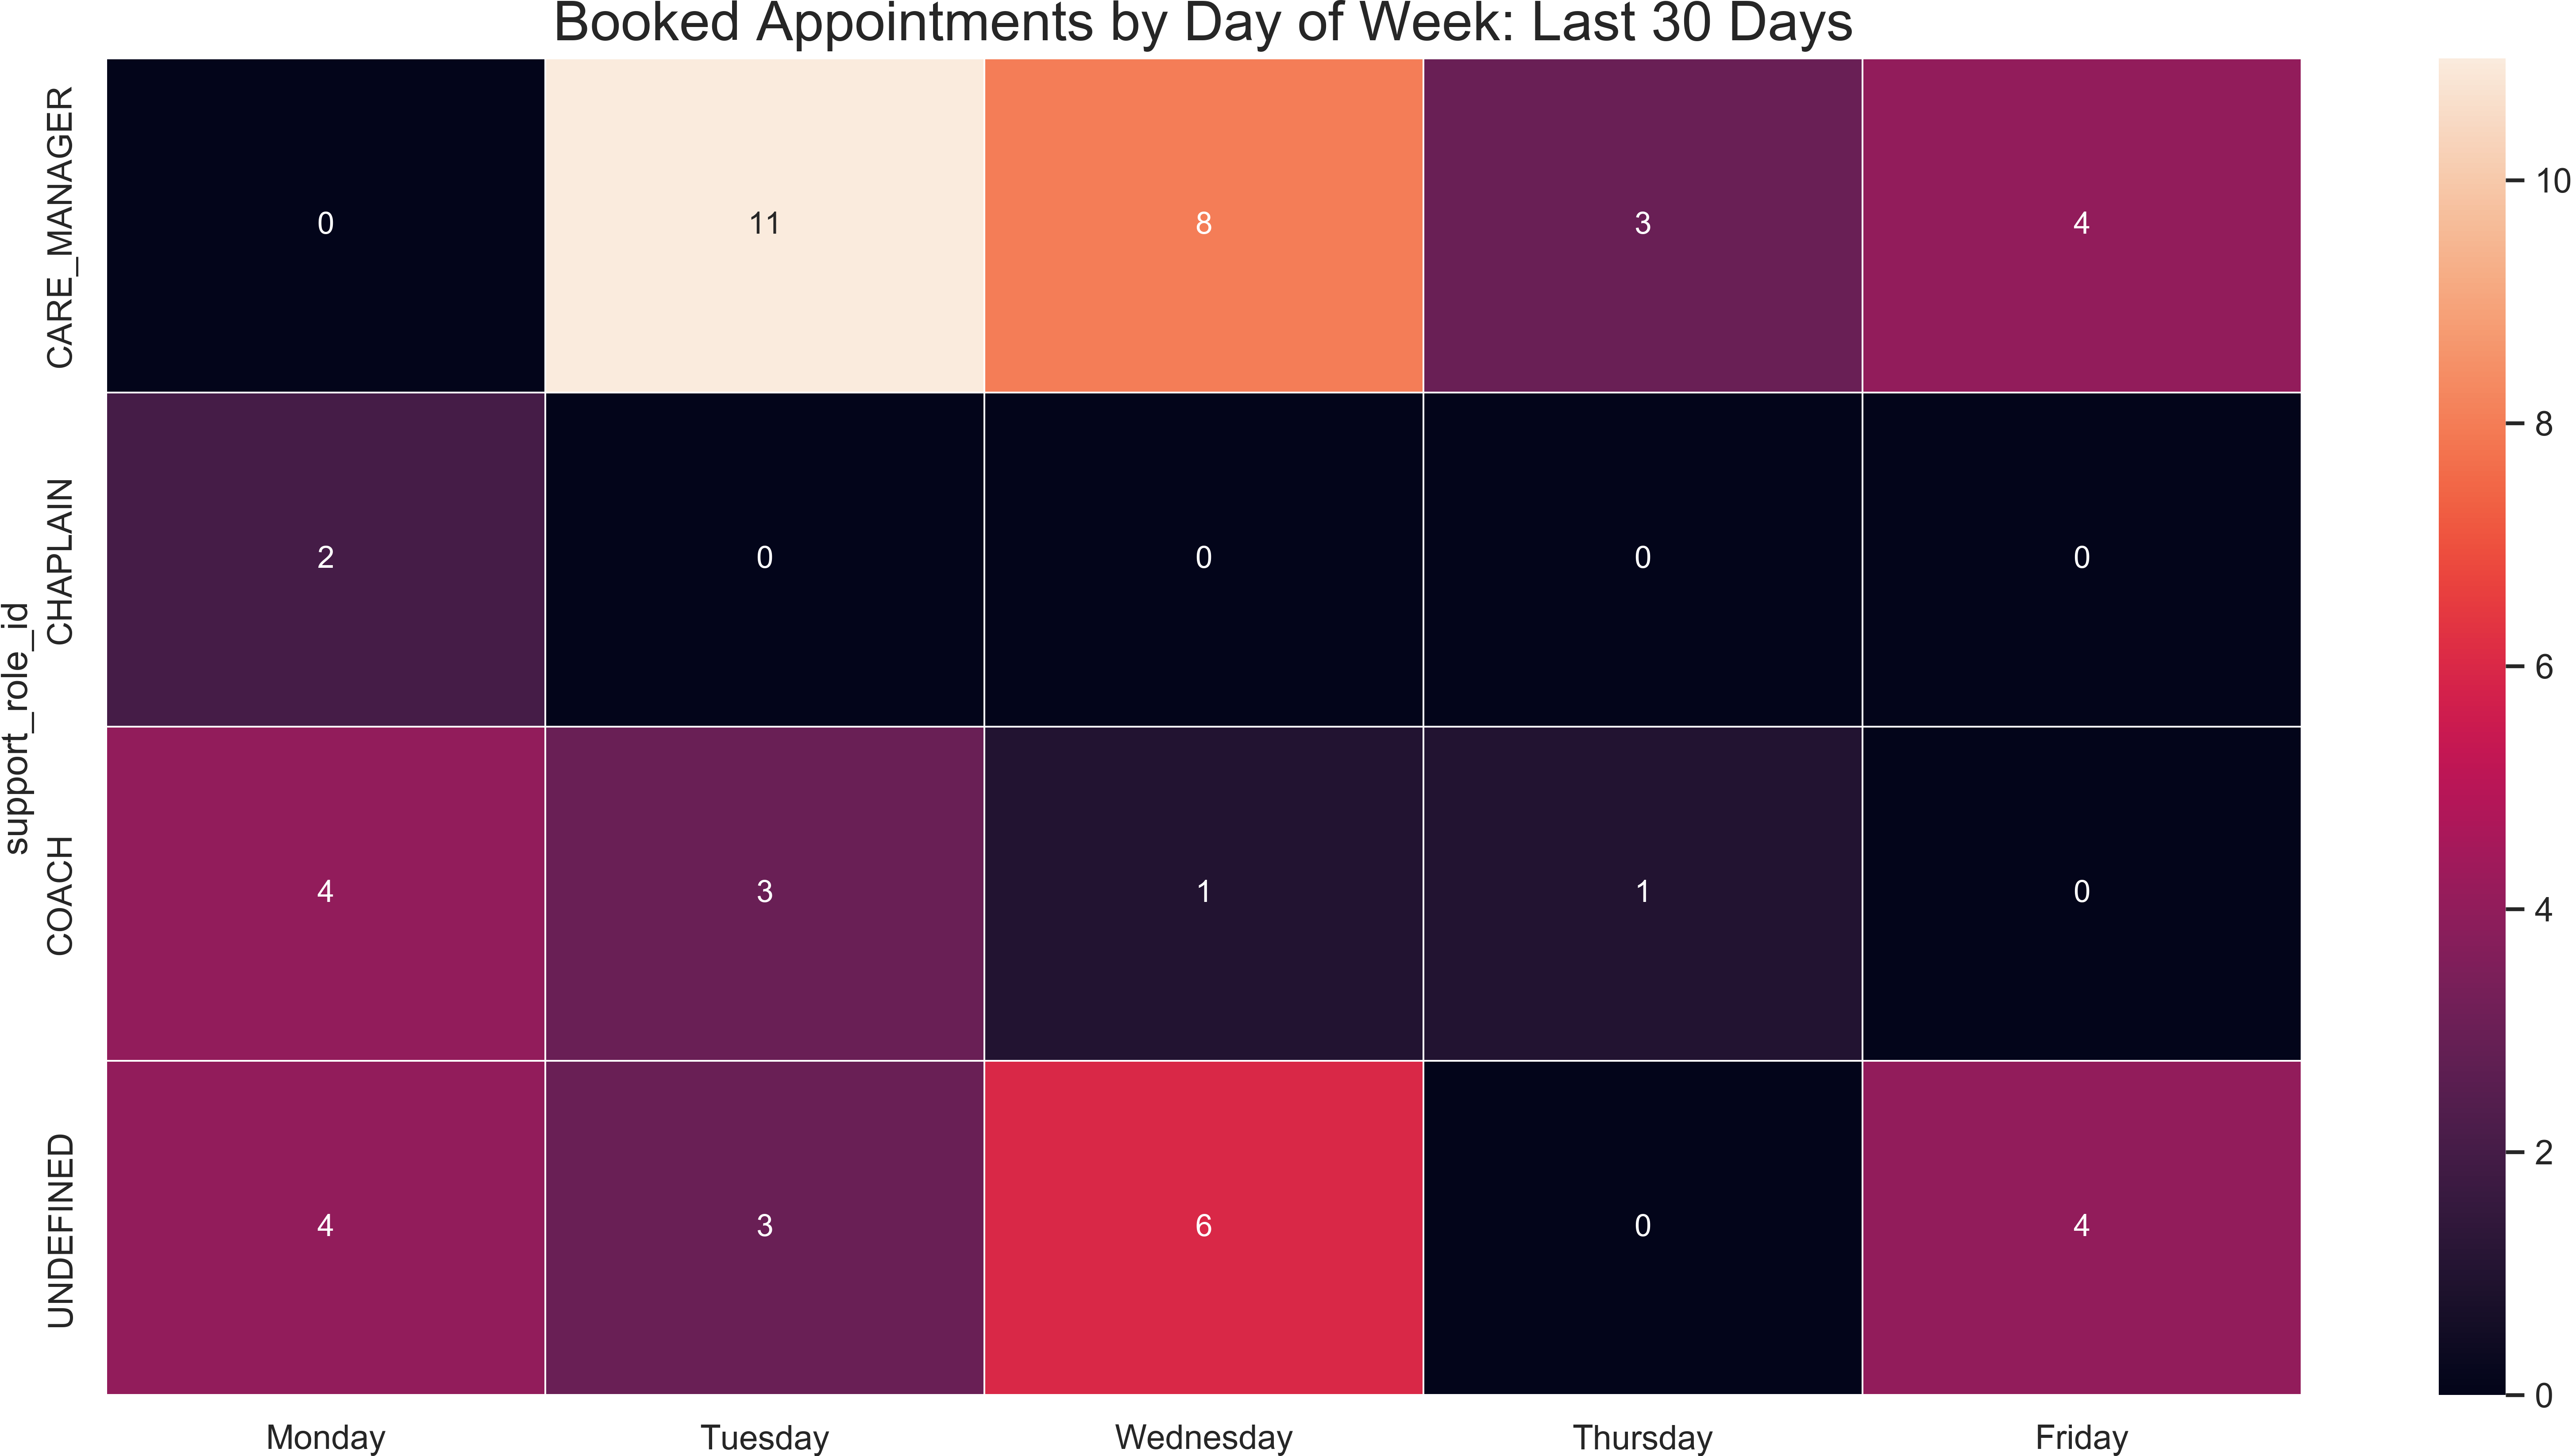 Booked Appointments by Day of Week: Last 30 Days
support_role_id
CARE_MANAGER
0 11 8 3 4
CHAPLAIN
2 0 0 0 0
COACH
4 3 1 1 0
UNDEFINED
4 3 6 0 4
Monday Tuesday Wednesday Thursday Friday
10
8
6
4
2
0